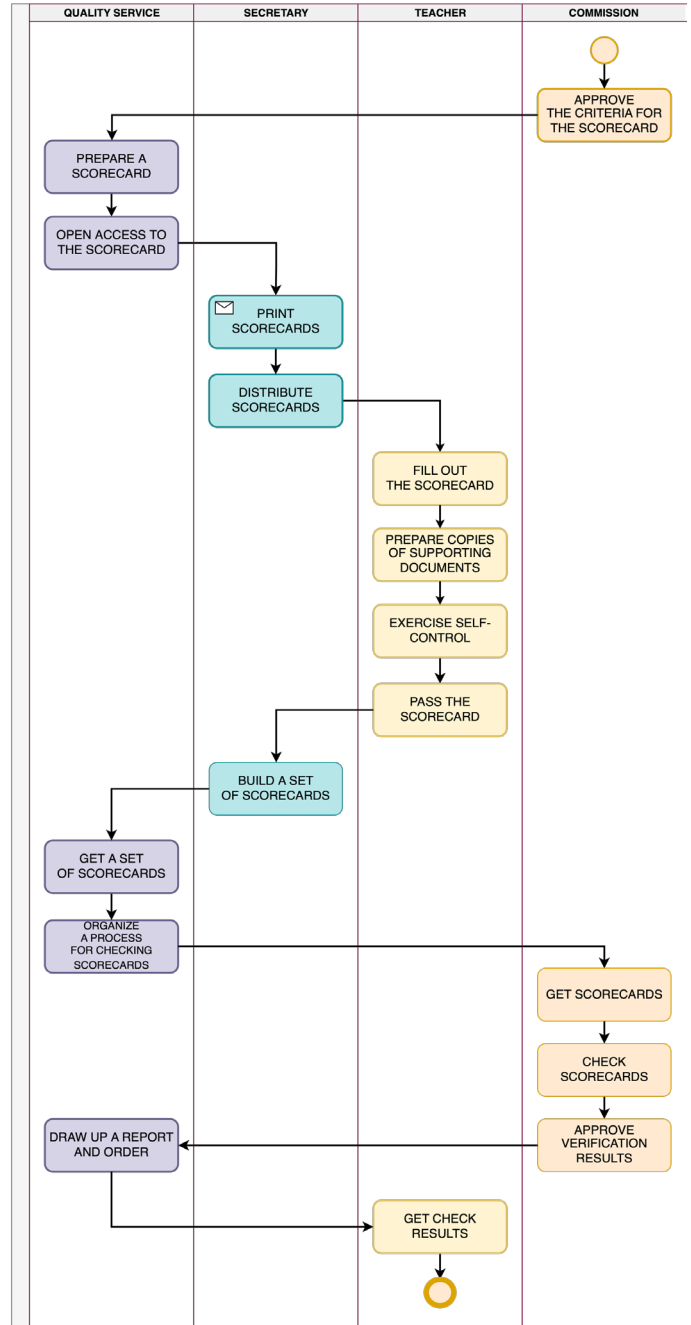 QUALITY SERVICE
SECRETARY
TEACHER
COMMISSION
APPROVE
THE CRITERIA FOR
THE SCORECARD
PREPARE A
SCORECARD
OPEN ACCESS TO
THE SCORECARD
PRINT
SCORECARDS
DISTRIBUTE
SCORECARDS
FILL OUT
THE SCORECARD
PREPARE COPIES
OF SUPPORTING
DOCUMENTS
EXERCISE SELF-
CONTROL
PASS THE
SCORECARD
BUILD A SET
OF SCORECARDS
GET A SET
OF SCORECARDS
ORGANIZE
A PROCESS
FOR CHECKING
SCORECARDS
GET SCORECARDS
CHECK
SCORECARDS
APPROVE
VERIFICATION
RESULTS
DRAW UP A REPORT
AND ORDER
GET CHECK
RESULTS